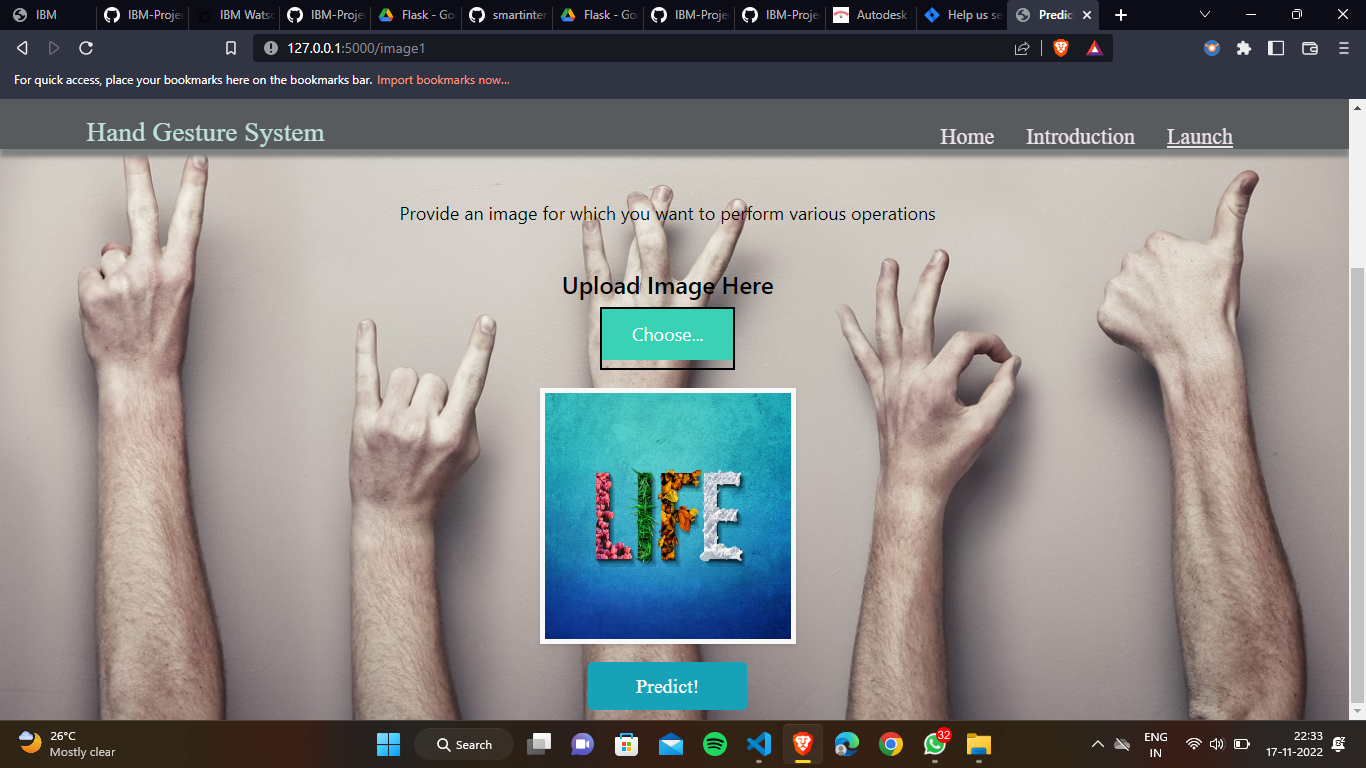 IBM
IBM-Proje
IBM Watso
IBM-Proje
Flask - Go
smartinter
Flask - Go
IBM-Proje
IBM-Proje
Autodesk
Help us se
Predic
127.0.0.1:5000/image1
For quick access, place your bookmarks here on the bookmarks bar. Import bookmarks now...
Hand Gesture System
Home Introduction Launch
Provide an image for which you want to perform various operations
Upload Image Here
Choose...
LIFE
Predict!
26°C
Mostly clear
Search
32
ENG
IN
22:33
17-11-2022